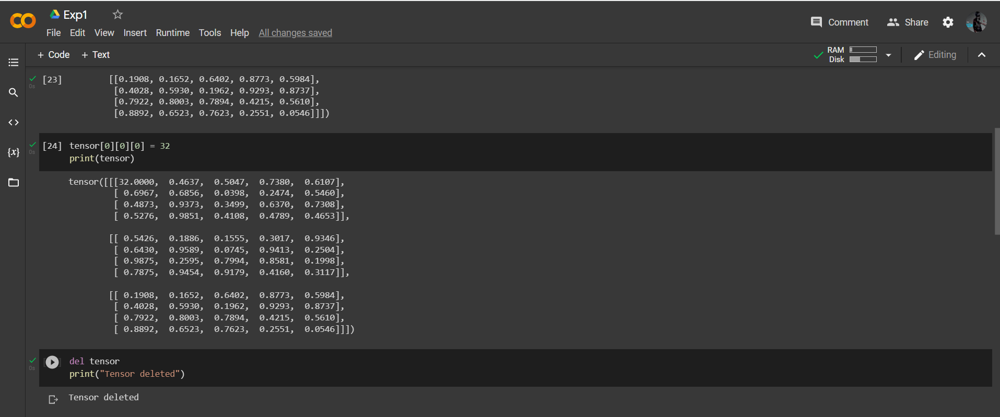 Exp1
File Edit View Insert Runtime Tools Help All changes saved
Comment Share
+ Code + Text
RAM
Disk
Editing
[23] [[0.1908, 0.1652, 0.6402, 0.8773, 0.5984],
0s
[0.4028, 0.5930, 0.1962, 0.9293, 0.8737],
[0.7922, 0.8003, 0.7894, 0.4215, 0.5610],
[0.8892, 0.6523, 0.7623, 0.2551, 0.0546]]])
[24] tensor[0][0][0] = 32
0s
print(tensor)
tensor([[[32.0000, 0.4637, 0.5047, 0.7380, 0.6107],
[ 0.6967, 0.6856, 0.0398, 0.2474, 0.5460],
[ 0.4873, 0.9373, 0.3499, 0.6370, 0.7308],
[ 0.5276, 0.9851, 0.4108, 0.4789, 0.4653]],
[[ 0.5426, 0.1886, 0.1555, 0.3017, 0.9346],
[ 0.6430, 0.9589, 0.0745, 0.9413, 0.2504],
[ 0.9875, 0.2595, 0.7994, 0.8581, 0.1998],
[ 0.7875, 0.9454, 0.9179, 0.4160, 0.3117]],
[[ 0.1908, 0.1652, 0.6402, 0.8773, 0.5984],
[ 0.4028, 0.5930, 0.1962, 0.9293, 0.8737],
[ 0.7922, 0.8003, 0.7894, 0.4215, 0.5610],
[ 0.8892, 0.6523, 0.7623, 0.2551, 0.0546]]])
del tensor
0s
print("Tensor deleted")
Tensor deleted
{x}